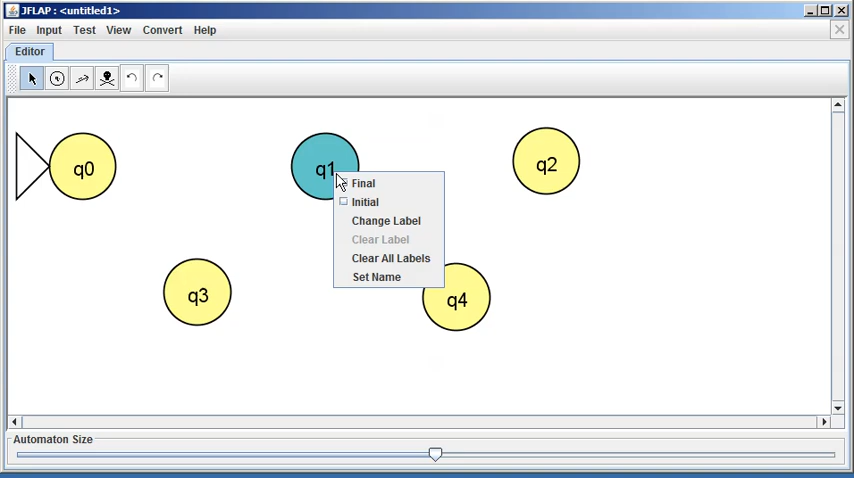 JFLAP : <untitled1>
File Input Test View Convert Help
Editor
q0 q1 q2
Final
Initial
Change Label
Clear Label
Clear All Labels
Set Name
q3 q4
Automaton Size